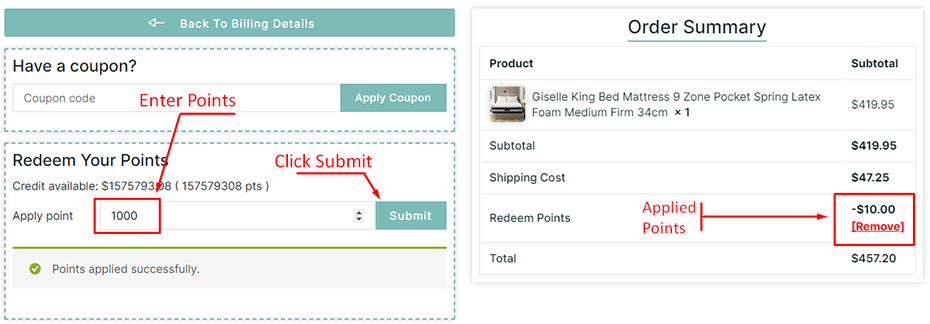 Back To Billing Details
Have a coupon?
Coupon code
Apply Coupon
Enter Points
Redeem Your Points
Click Submit
Credit available: $1575793.08 ( 157579308 pts )
Apply point
1000
Submit
Points applied successfully.
Order Summary
Product Subtotal
Giselle King Bed Mattress 9 Zone Pocket Spring Latex
Foam Medium Firm 34cm × 1
$419.95
Subtotal $419.95
Shipping Cost $47.25
Redeem Points
Applied
Points
-$10.00
[Remove]
Total $457.20